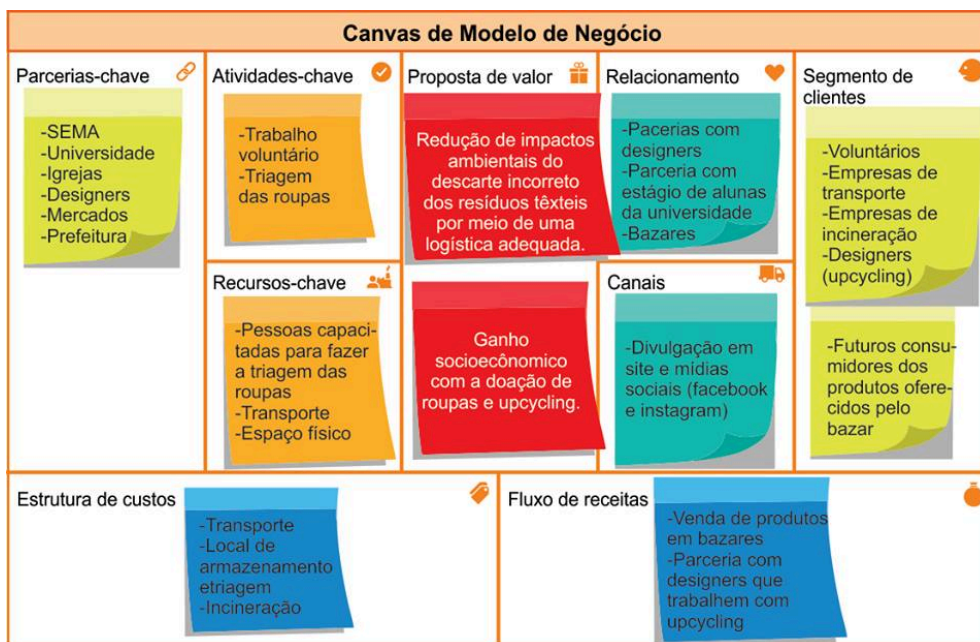 Canvas de Modelo de Negócio
Parcerias-chave
-SEMA
-Universidade
-Igrejas
-Designers
-Mercados
-Prefeitura
Atividades-chave
-Trabalho
voluntário
-Triagem
das roupas
Recursos-chave
-Pessoas capaci-
tadas para fazer
a triagem das
roupas
-Transporte
-Espaço físico
Proposta de valor
Redução de impactos
ambientais do
descarte incorreto
dos resíduos têxteis
por meio de uma
logística adequada.
Ganho
socioecônomico
com a doação de
roupas e upcycling.
Relacionamento
-Pacerias com
designers
-Parceria com
estágio de alunas
da universidade
-Bazares
Canais
-Divulgação em
site e mídias
sociais (facebook
e instagram)
Segmento de
clientes
-Voluntários
-Empresas de
transporte
-Empresas de
incineração
-Designers
(upcycling)
-Futuros consu-
midores dos
produtos ofere-
cidos pelo
bazar
Estrutura de custos
-Transporte
-Local de
armazenamento
etriagem
-Incineração
Fluxo de receitas
-Venda de produtos
em bazares
-Parceria com
designers que
trabalhem com
upcycling